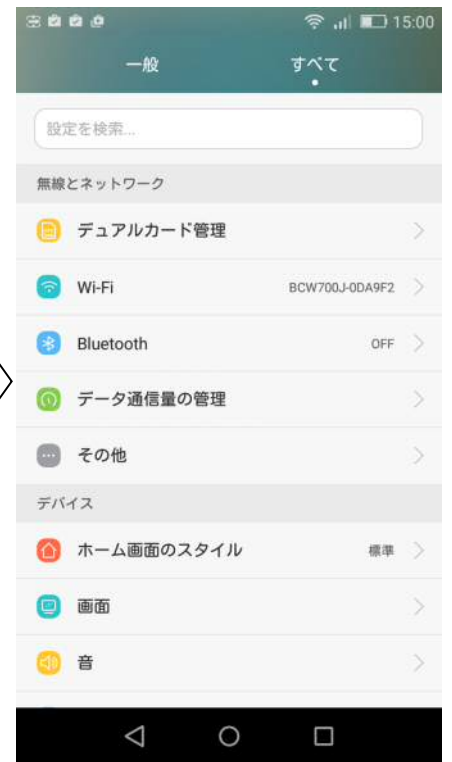 15:00
一般 すべて
設定を検索...
無線とネットワーク
デュアルカード管理
Wi-Fi BCW700J-0DA9F2
Bluetooth OFF
データ通信量の管理
その他
デバイス
ホーム画面のスタイル 標準
画面
音